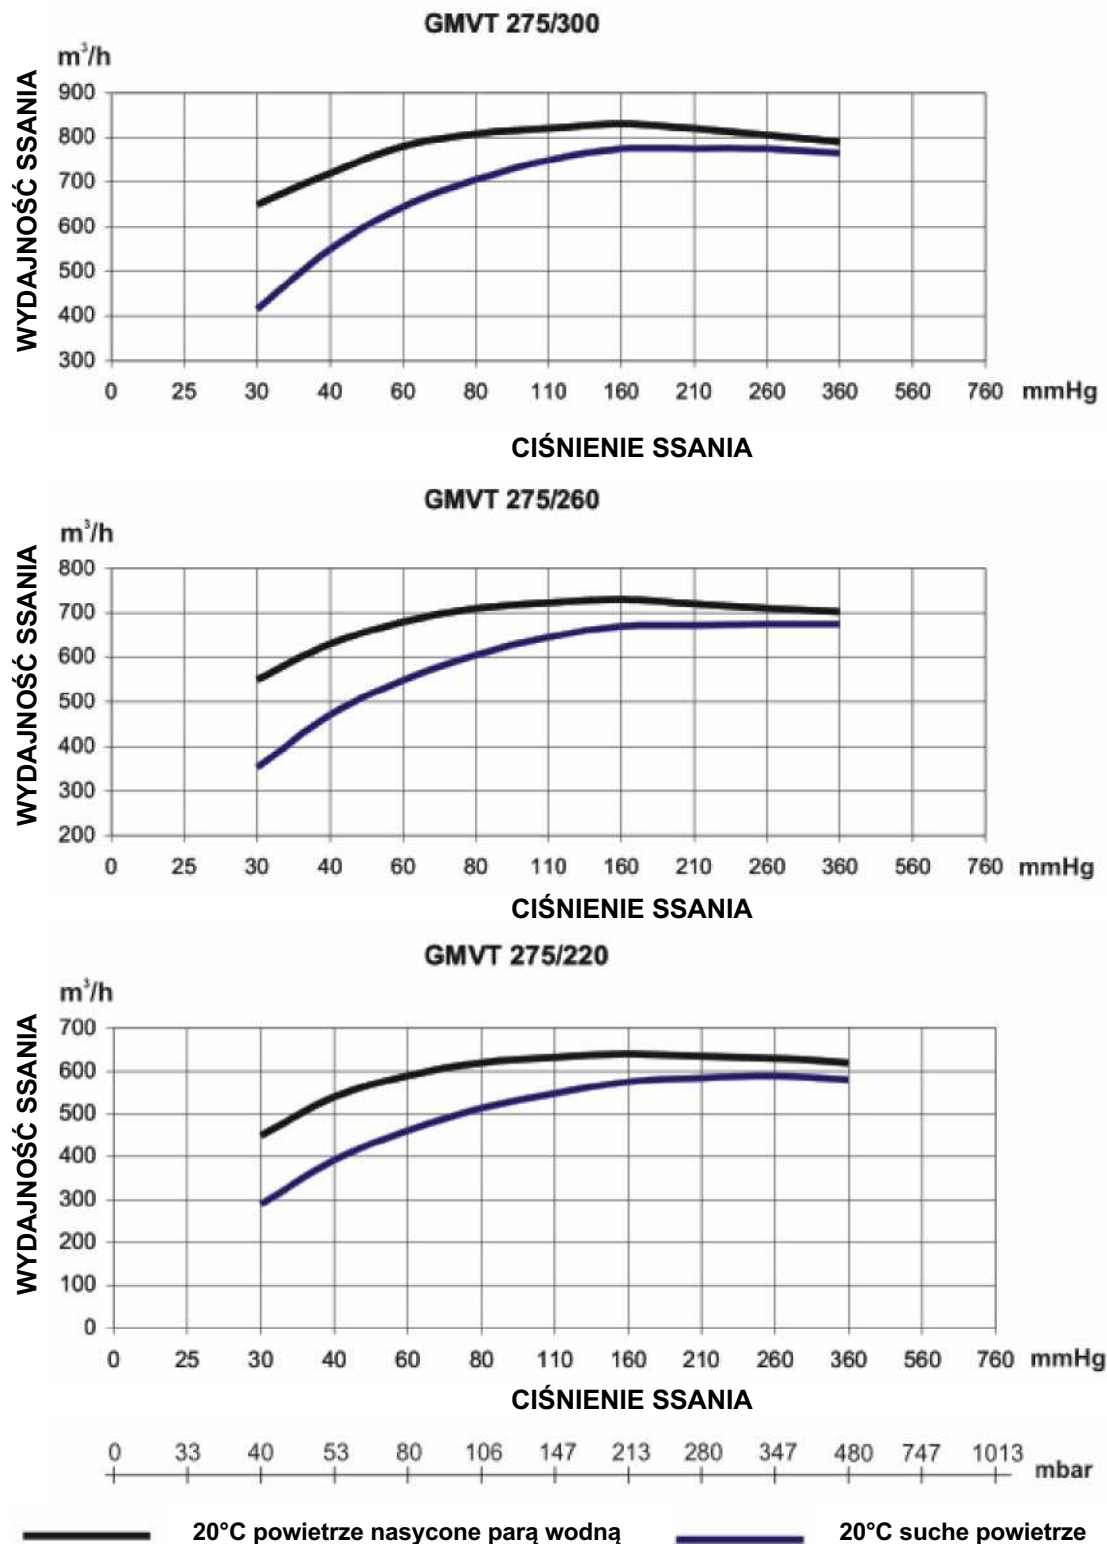 GMVT 275/300
m³/h
WYDAJNOŚĆ SSANIA
900
800
700
600
500
400
300
0 25 30 40 60 80 110 160 210 260 360 560 760 mmHg
CIŚNIENIE SSANIA
GMVT 275/260
m³/h
WYDAJNOŚĆ SSANIA
800
700
600
500
400
300
200
0 25 30 40 60 80 110 160 210 260 360 560 760 mmHg
CIŚNIENIE SSANIA
GMVT 275/220
m³/h
WYDAJNOŚĆ SSANIA
700
600
500
400
300
200
100
0
0 25 30 40 60 80 110 160 210 260 360 560 760 mmHg
CIŚNIENIE SSANIA
0 33 40 53 80 106 147 213 280 347 480 747 1013 mbar
20°C powietrze nasycone parą wodną 20°C suche powietrze